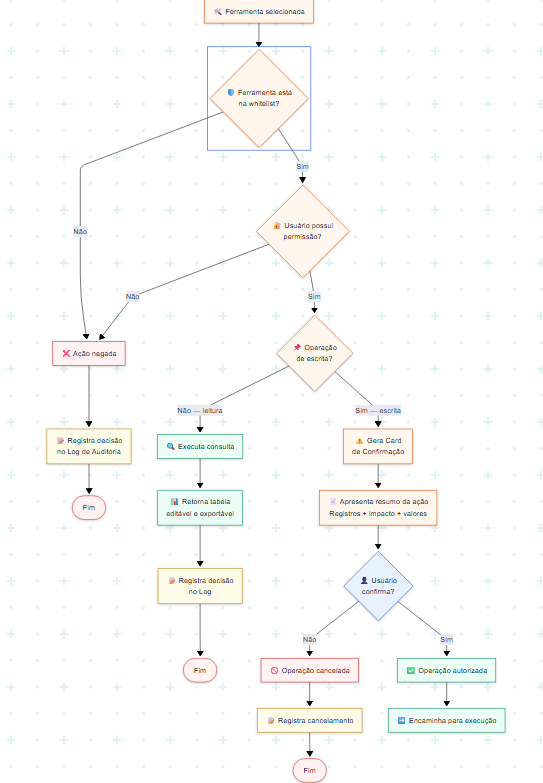 Ferramenta selecionada
Ferramenta está
na whitelist?
Sim
Não
Usuário possui
permissão?
Não
Sim
Ação negada
Operação
de escrita?
Não — leitura
Sim — escrita
Registra decisão
no Log de Auditoria
Executa consulta
Gera Card
de Confirmação
Fim
Retorna tabela
editável e exportável
Apresenta resumo da ação
Registros + impacto + valores
Registra decisão
no Log
Usuário
confirma?
Não
Sim
Fim
Operação cancelada
Operação autorizada
Registra cancelamento
Encaminha para execução
Fim